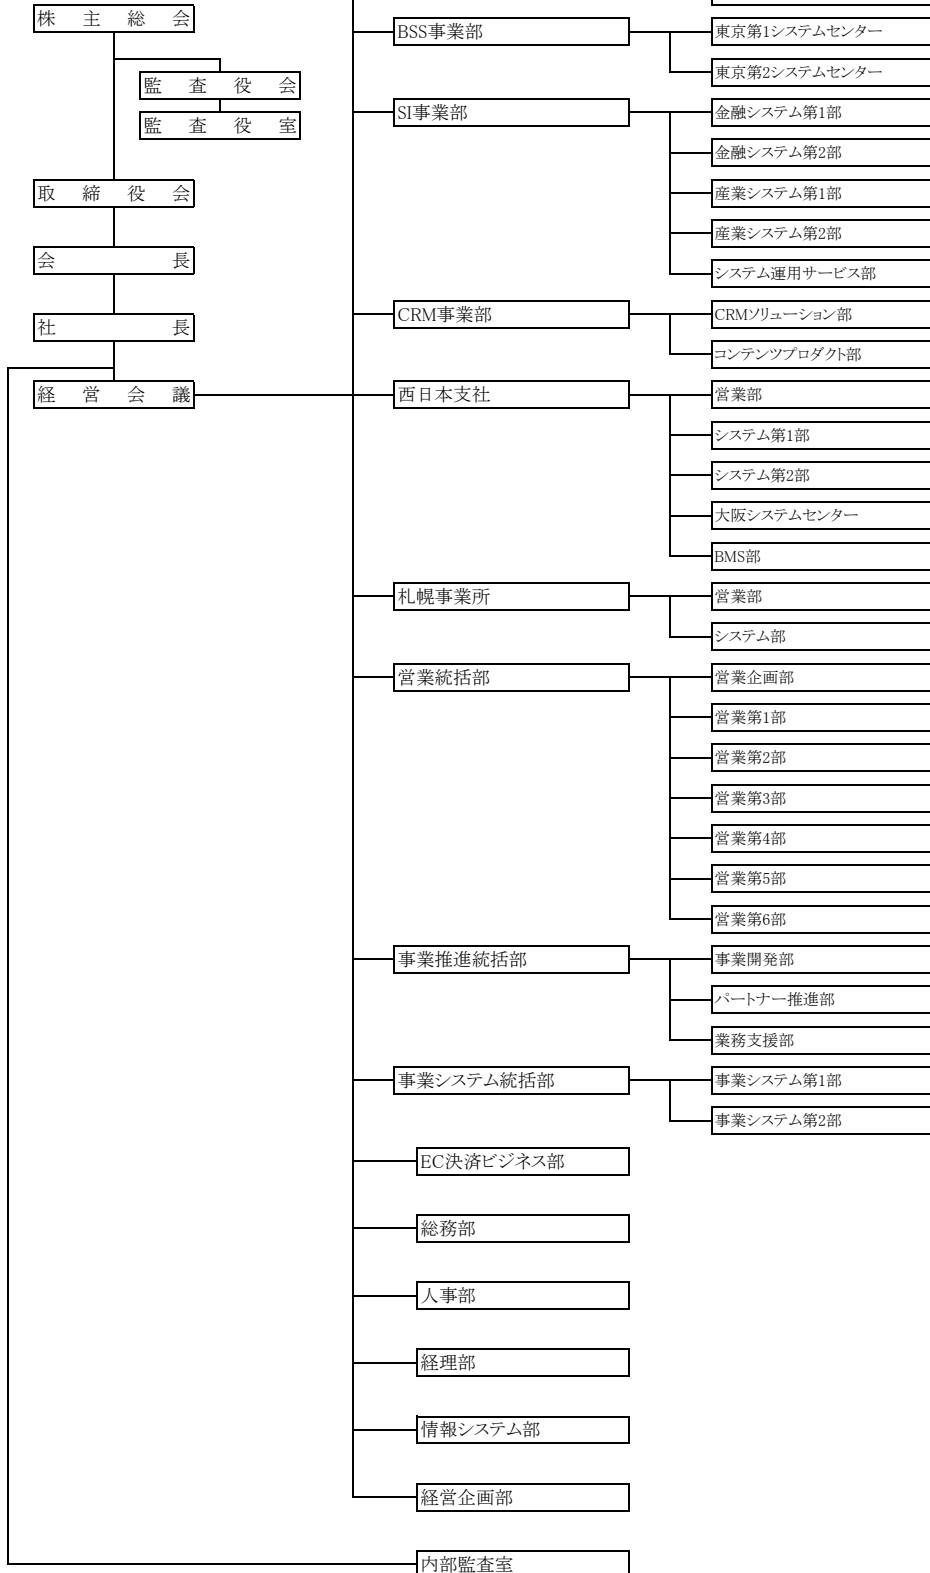 株主総会
監査役会
監査役室
取締役会
会長
社長
経営会議
BSS事業部
東京第1システムセンター
東京第2システムセンター
SI事業部
金融システム第1部
金融システム第2部
産業システム第1部
産業システム第2部
システム運用サービス部
CRM事業部
CRMソリューション部
コンテンツプロダクト部
西日本支社
営業部
システム第1部
システム第2部
大阪システムセンター
BMS部
札幌事業所
営業部
システム部
営業統括部
営業企画部
営業第1部
営業第2部
営業第3部
営業第4部
営業第5部
営業第6部
事業推進統括部
事業開発部
パートナー推進部
業務支援部
事業システム統括部
事業システム第1部
事業システム第2部
EC決済ビジネス部
総務部
人事部
経理部
情報システム部
経営企画部
内部監査室